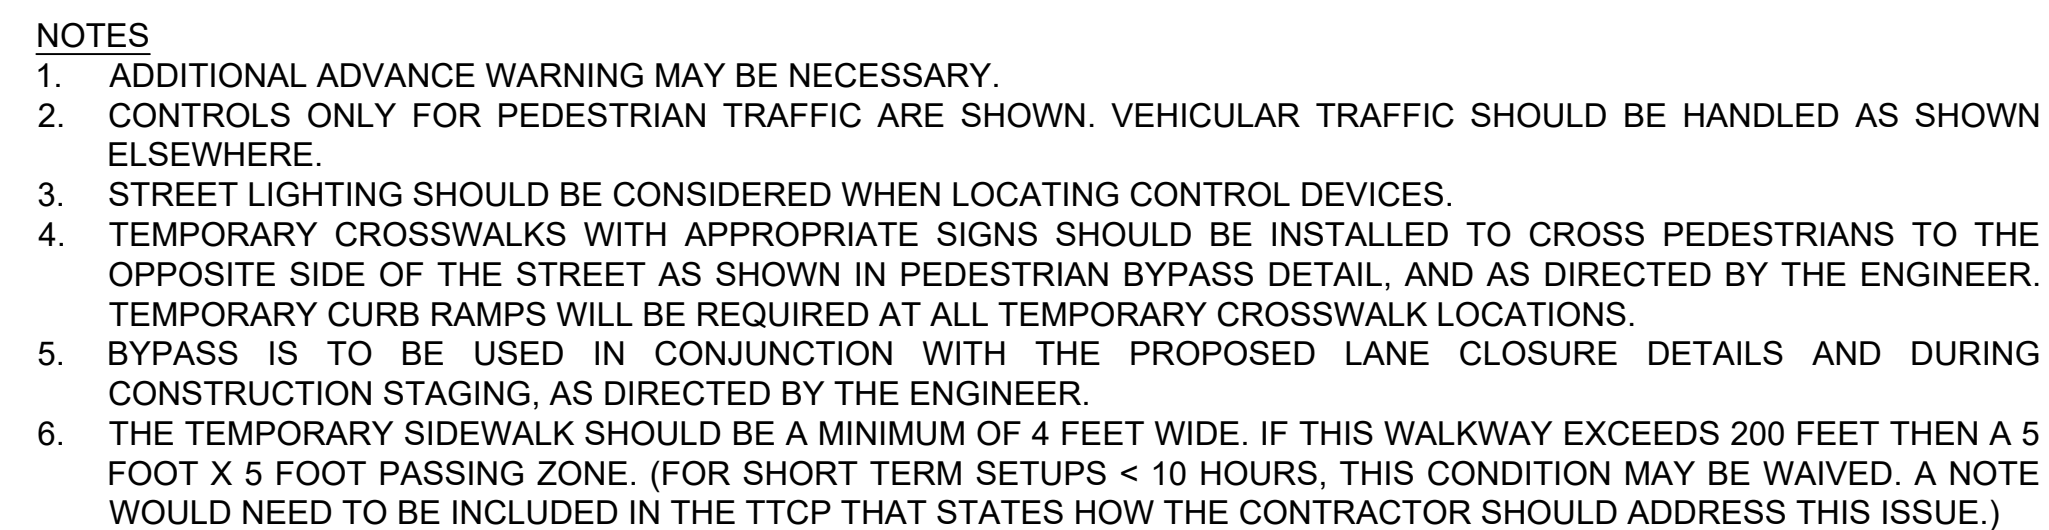 NOTES
1. ADDITIONAL ADVANCE WARNING MAY BE NECESSARY.
2. CONTROLS ONLY FOR PEDESTRIAN TRAFFIC ARE SHOWN. VEHICULAR TRAFFIC SHOULD BE HANDLED AS SHOWN
ELSEWHERE.
3. STREET LIGHTING SHOULD BE CONSIDERED WHEN LOCATING CONTROL DEVICES.
4. TEMPORARY CROSSWALKS WITH APPROPRIATE SIGNS SHOULD BE INSTALLED TO CROSS PEDESTRIANS TO THE
OPPOSITE SIDE OF THE STREET AS SHOWN IN PEDESTRIAN BYPASS DETAIL, AND AS DIRECTED BY THE ENGINEER.
TEMPORARY CURB RAMPS WILL BE REQUIRED AT ALL TEMPORARY CROSSWALK LOCATIONS.
5. BYPASS IS TO BE USED IN CONJUNCTION WITH THE PROPOSED LANE CLOSURE DETAILS AND DURING
CONSTRUCTION STAGING, AS DIRECTED BY THE ENGINEER.
6. THE TEMPORARY SIDEWALK SHOULD BE A MINIMUM OF 4 FEET WIDE. IF THIS WALKWAY EXCEEDS 200 FEET THEN A 5
FOOT X 5 FOOT PASSING ZONE. (FOR SHORT TERM SETUPS < 10 HOURS, THIS CONDITION MAY BE WAIVED. A NOTE
WOULD NEED TO BE INCLUDED IN THE TTCP THAT STATES HOW THE CONTRACTOR SHOULD ADDRESS THIS ISSUE.)